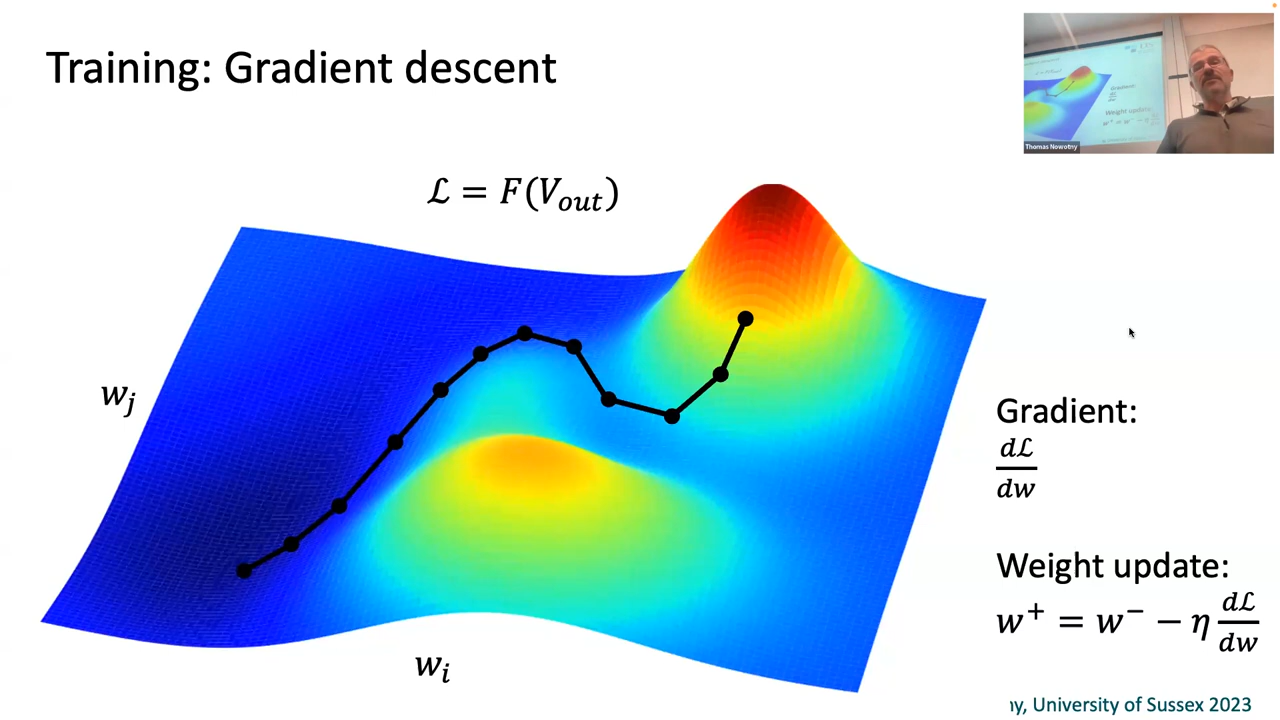 Training: Gradient descent
ℒ = F(V_out)
w_j
w_i
Gradient:
dℒ/dw
Weight update:
w⁺ = w⁻ − η dℒ/dw
University of Sussex 2023
Thomas Nowotny